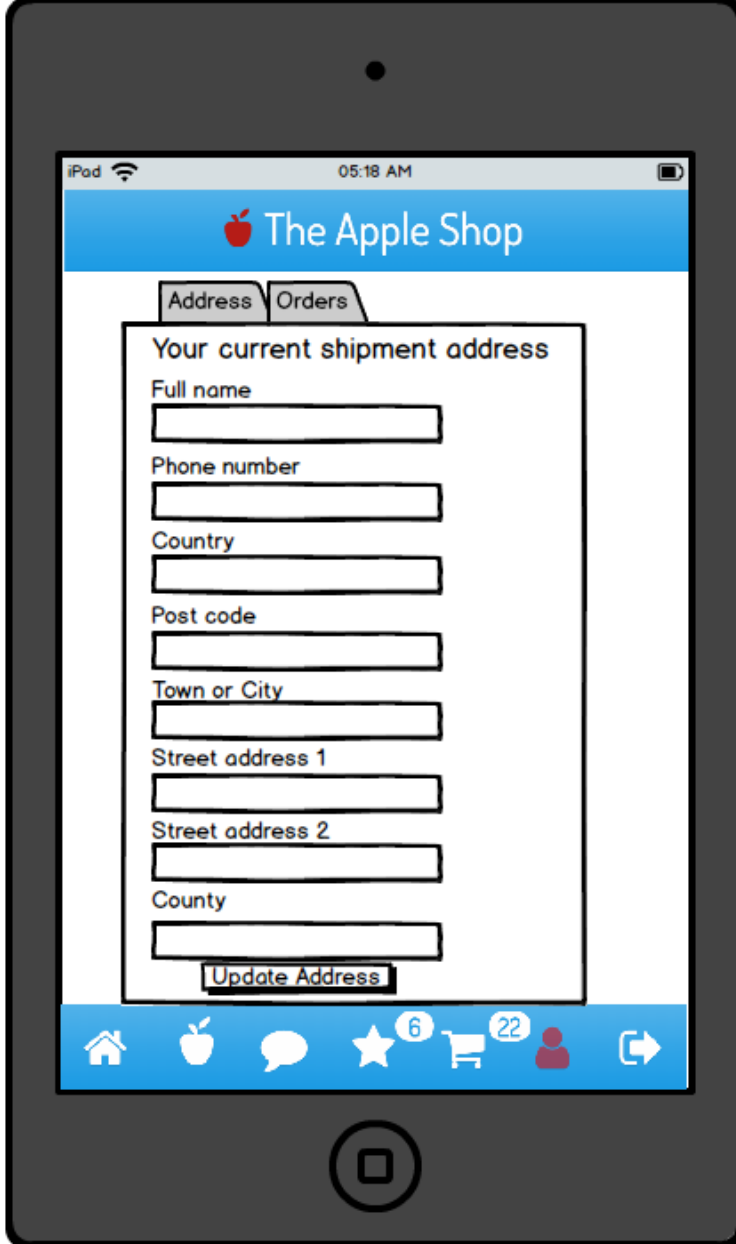 iPod 05:18 AM
The Apple Shop
Address Orders
Your current shipment address
Full name
Phone number
Country
Post code
Town or City
Street address 1
Street address 2
County
Update Address
6 22